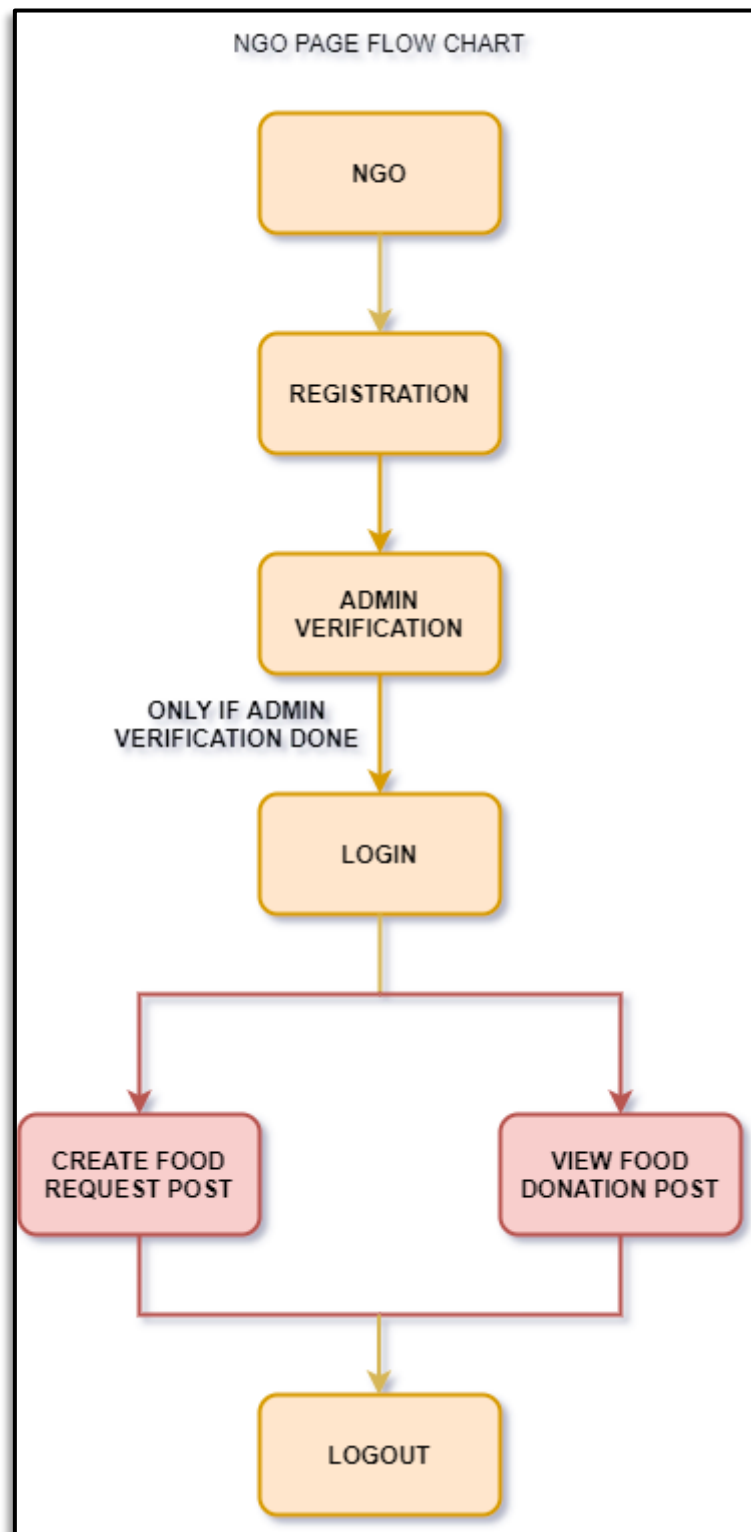 NGO PAGE FLOW CHART
NGO
REGISTRATION
ADMIN
VERIFICATION
ONLY IF ADMIN
VERIFICATION DONE
LOGIN
CREATE FOOD
REQUEST POST
VIEW FOOD
DONATION POST
LOGOUT